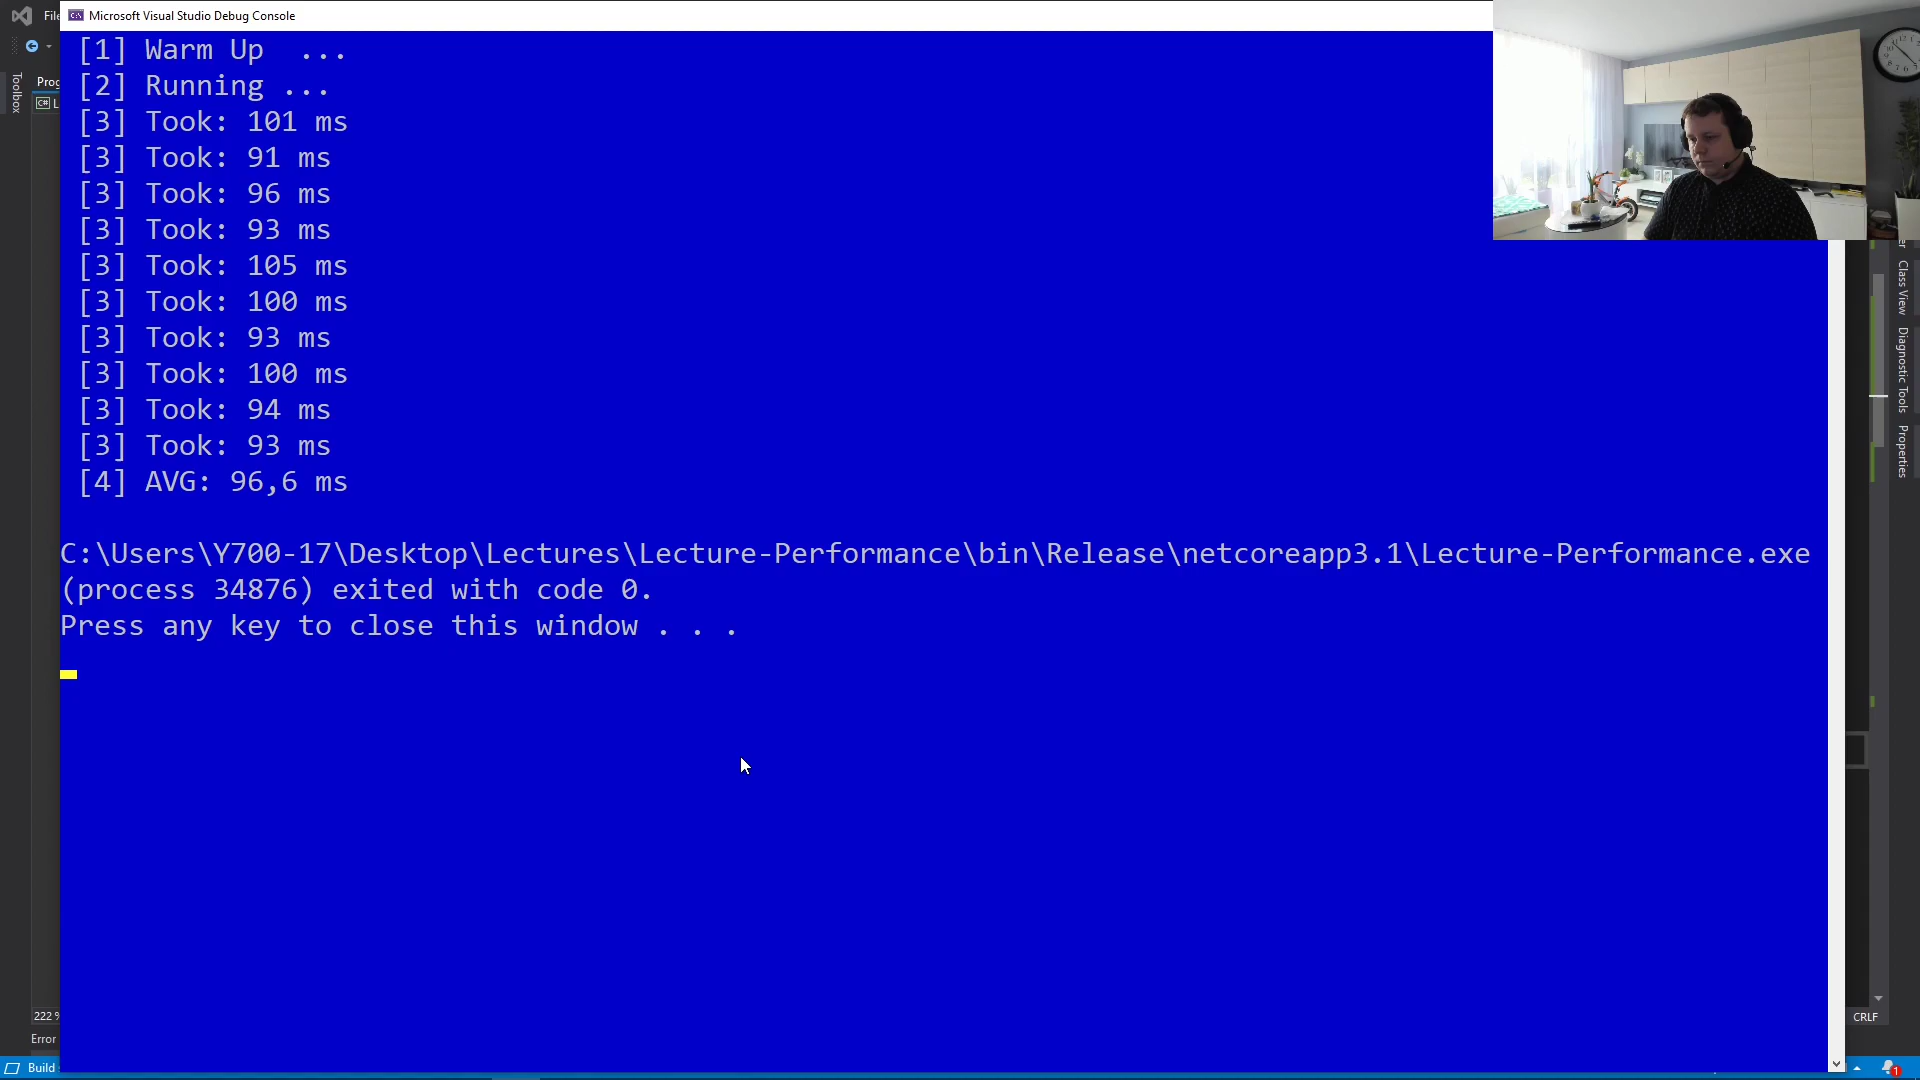 File
Microsoft Visual Studio Debug Console
Toolbox
[1] Warm Up  ...
[2] Running ...
[3] Took: 101 ms
[3] Took: 91 ms
[3] Took: 96 ms
[3] Took: 93 ms
[3] Took: 105 ms
[3] Took: 100 ms
[3] Took: 93 ms
[3] Took: 100 ms
[3] Took: 94 ms
[3] Took: 93 ms
[4] AVG: 96,6 ms
C:\Users\Y700-17\Desktop\Lectures\Lecture-Performance\bin\Release\netcoreapp3.1\Lecture-Performance.exe
(process 34876) exited with code 0.
Press any key to close this window . . .
Class View
Diagnostic Tools
Properties
222 %
CRLF
Error
Build
1